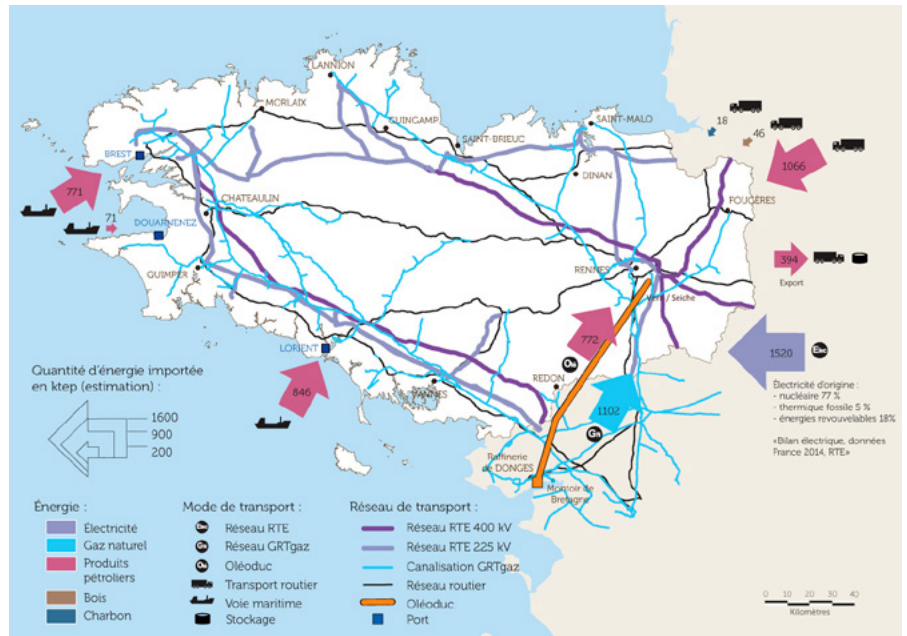 LANNION
MORLAIX
GUINGAMP
SAINT-BRIEUC
SAINT-MALO
18
46
1066
BREST
DINAN
771
CHATEAULIN
FOUGÈRES
71
DOUARNENEZ
QUIMPER
RENNES
Vern / Seiche
394
Export
LORIENT
772
1520
REDON
VANNES
846
1102
Raffinerie
de DONGES
Montoir de
Bretagne
Électricité d'origine :
- nucléaire 77 %
- thermique fossile 5 %
- énergies revouvelables 18%
«Bilan électrique, données
France 2014, RTE»
Quantité d'énergie importée
en ktep (estimation) :
1600
900
200
Énergie :
Électricité
Gaz naturel
Produits
pétroliers
Bois
Charbon
Mode de transport :
Réseau RTE
Réseau GRTgaz
Oléoduc
Transport routier
Voie maritime
Stockage
Réseau de transport :
Réseau RTE 400 kV
Réseau RTE 225 kV
Canalisation GRTgaz
Réseau routier
Oléoduc
Port
0 10 20 30 40
Kilomètres